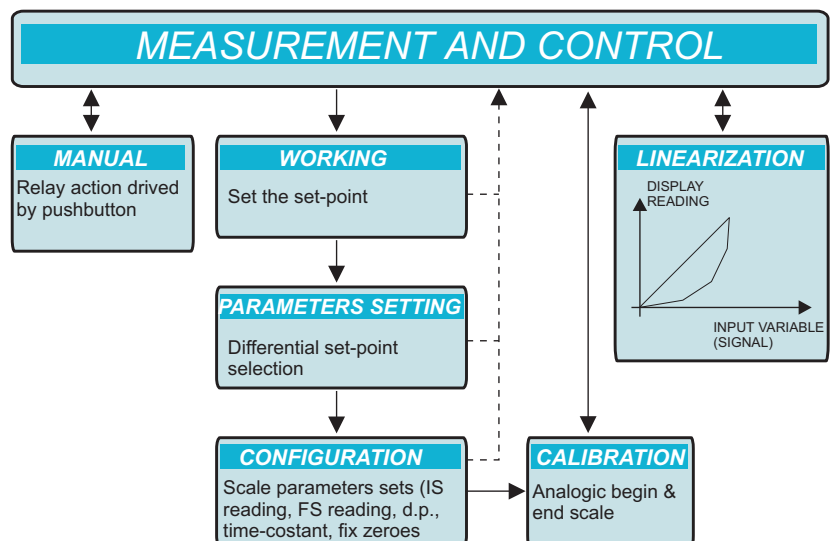 MEASUREMENT AND CONTROL
MANUAL
Relay action drived
by pushbutton
WORKING
Set the set-point
LINEARIZATION
DISPLAY
READING
INPUT VARIABLE
(SIGNAL)
PARAMETERS SETTING
Differential set-point
selection
CONFIGURATION
Scale parameters sets (IS
reading, FS reading, d.p.,
time-costant, fix zeroes
CALIBRATION
Analogic begin &
end scale